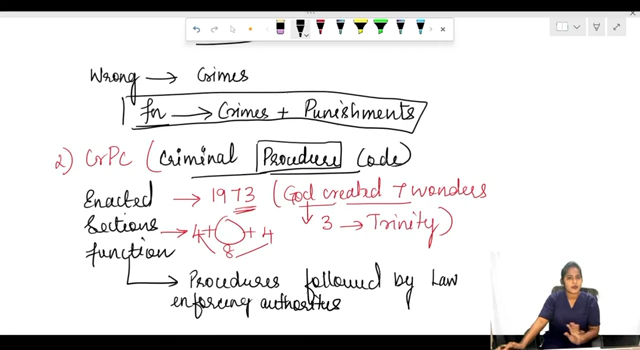 Wrong → Crimes
fn → Crimes + Punishments
2) CrPC (Criminal Procedure Code)
Enacted → 1973 (God created 7 wonders
Sections → 4 + ◯ + 4 ↓ 3 → Trinity)
8
function
→ Procedures followed by Law
enforcing authorities